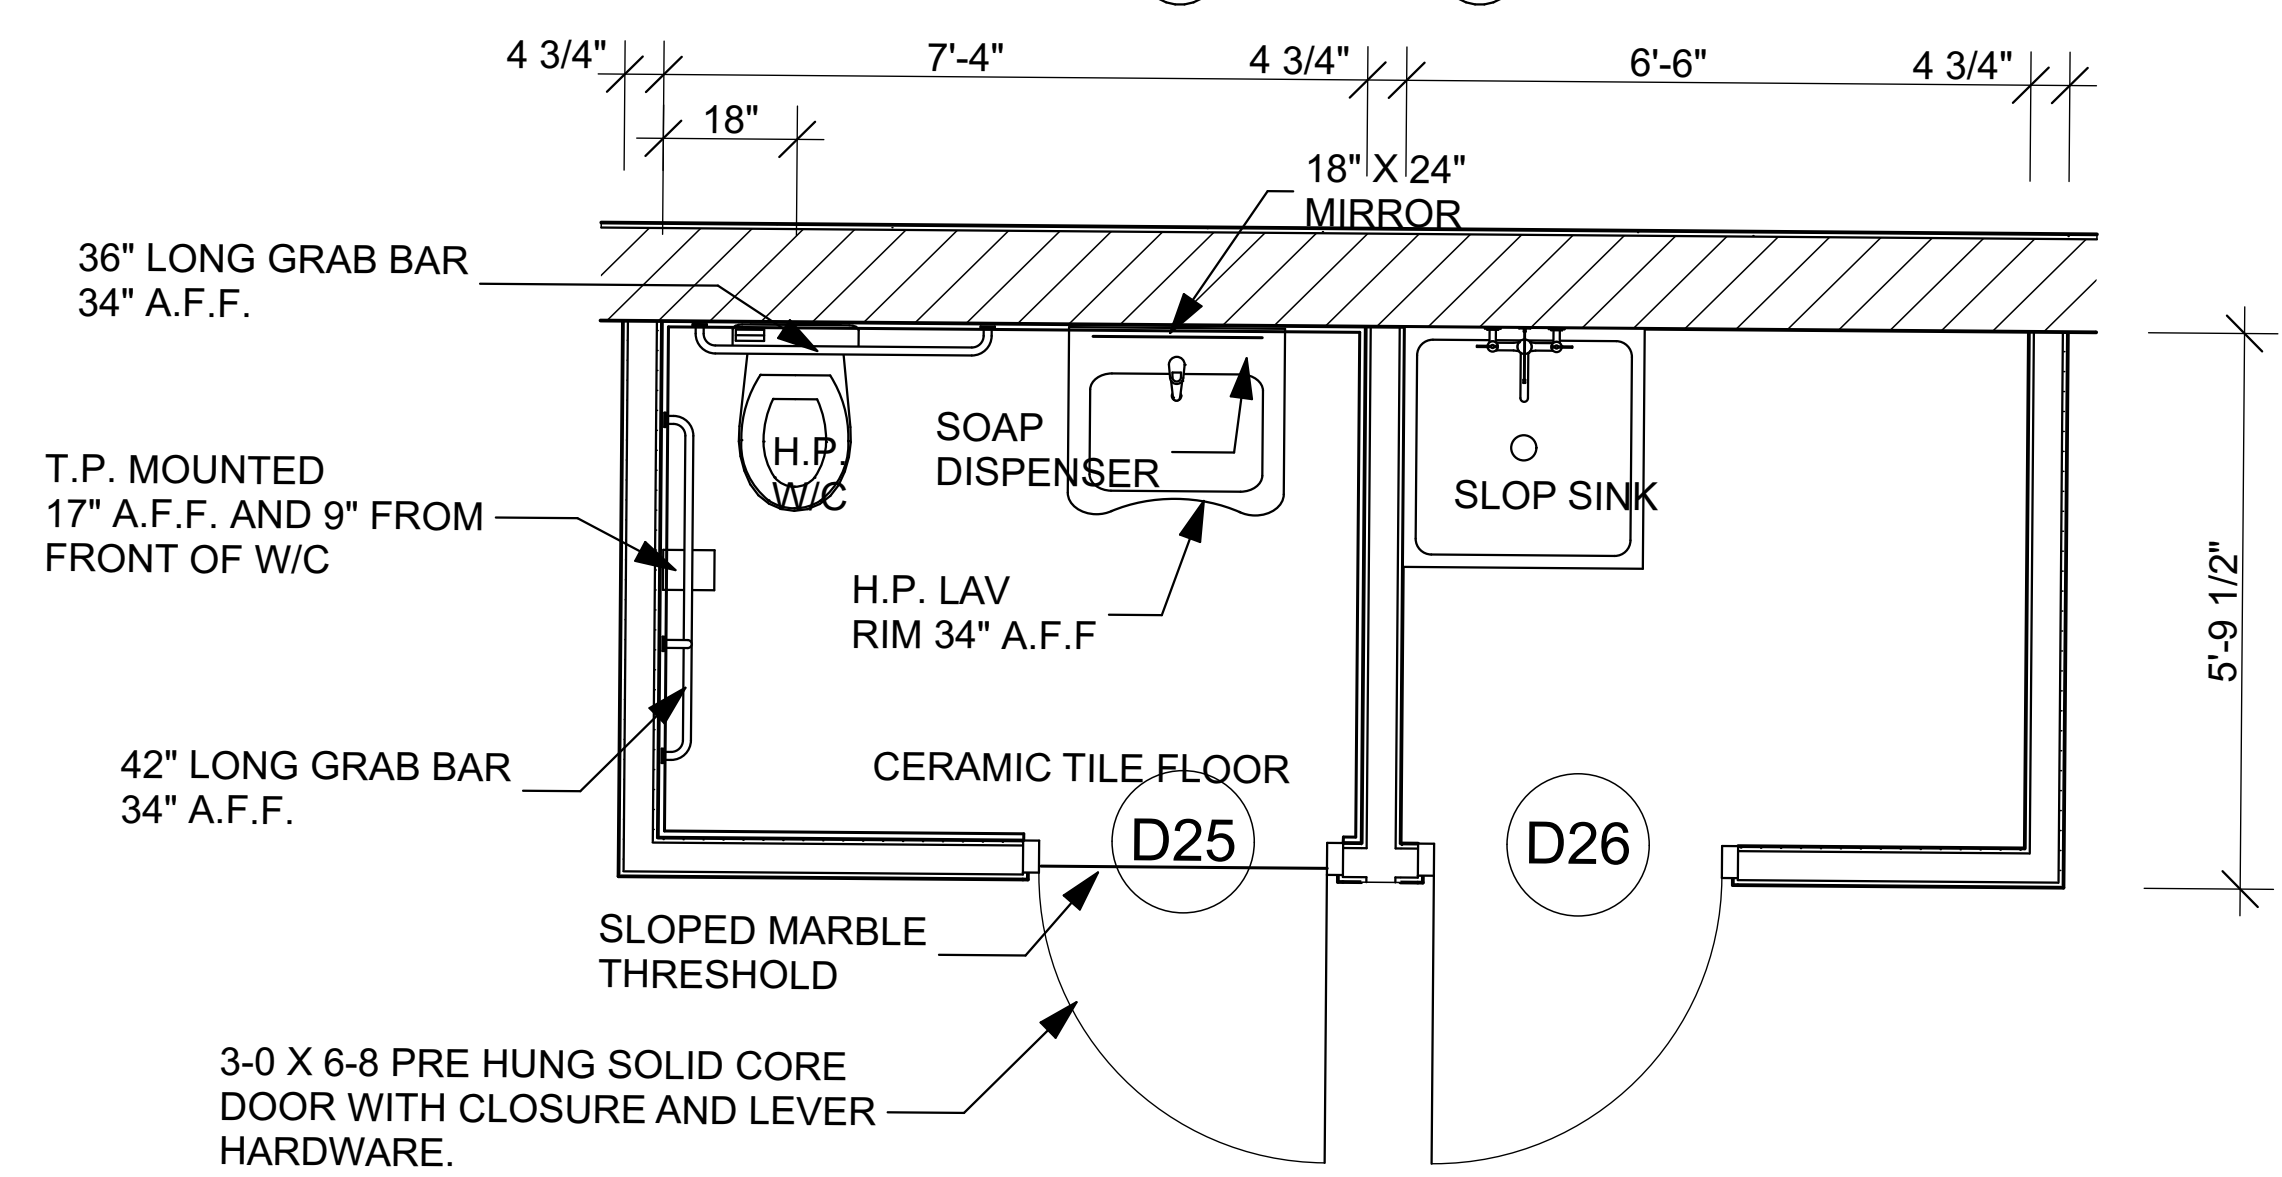 4 3/4"
7'-4"
4 3/4"
6'-6"
4 3/4"
18"
18" X 24"
MIRROR
36" LONG GRAB BAR
34" A.F.F.
T.P. MOUNTED
17" A.F.F. AND 9" FROM
FRONT OF W/C
H.P.
W/C
SOAP
DISPENSER
SLOP SINK
H.P. LAV
RIM 34" A.F.F
5'-9 1/2"
42" LONG GRAB BAR
34" A.F.F.
CERAMIC TILE FLOOR
D25
D26
SLOPED MARBLE
THRESHOLD
3-0 X 6-8 PRE HUNG SOLID CORE
DOOR WITH CLOSURE AND LEVER
HARDWARE.